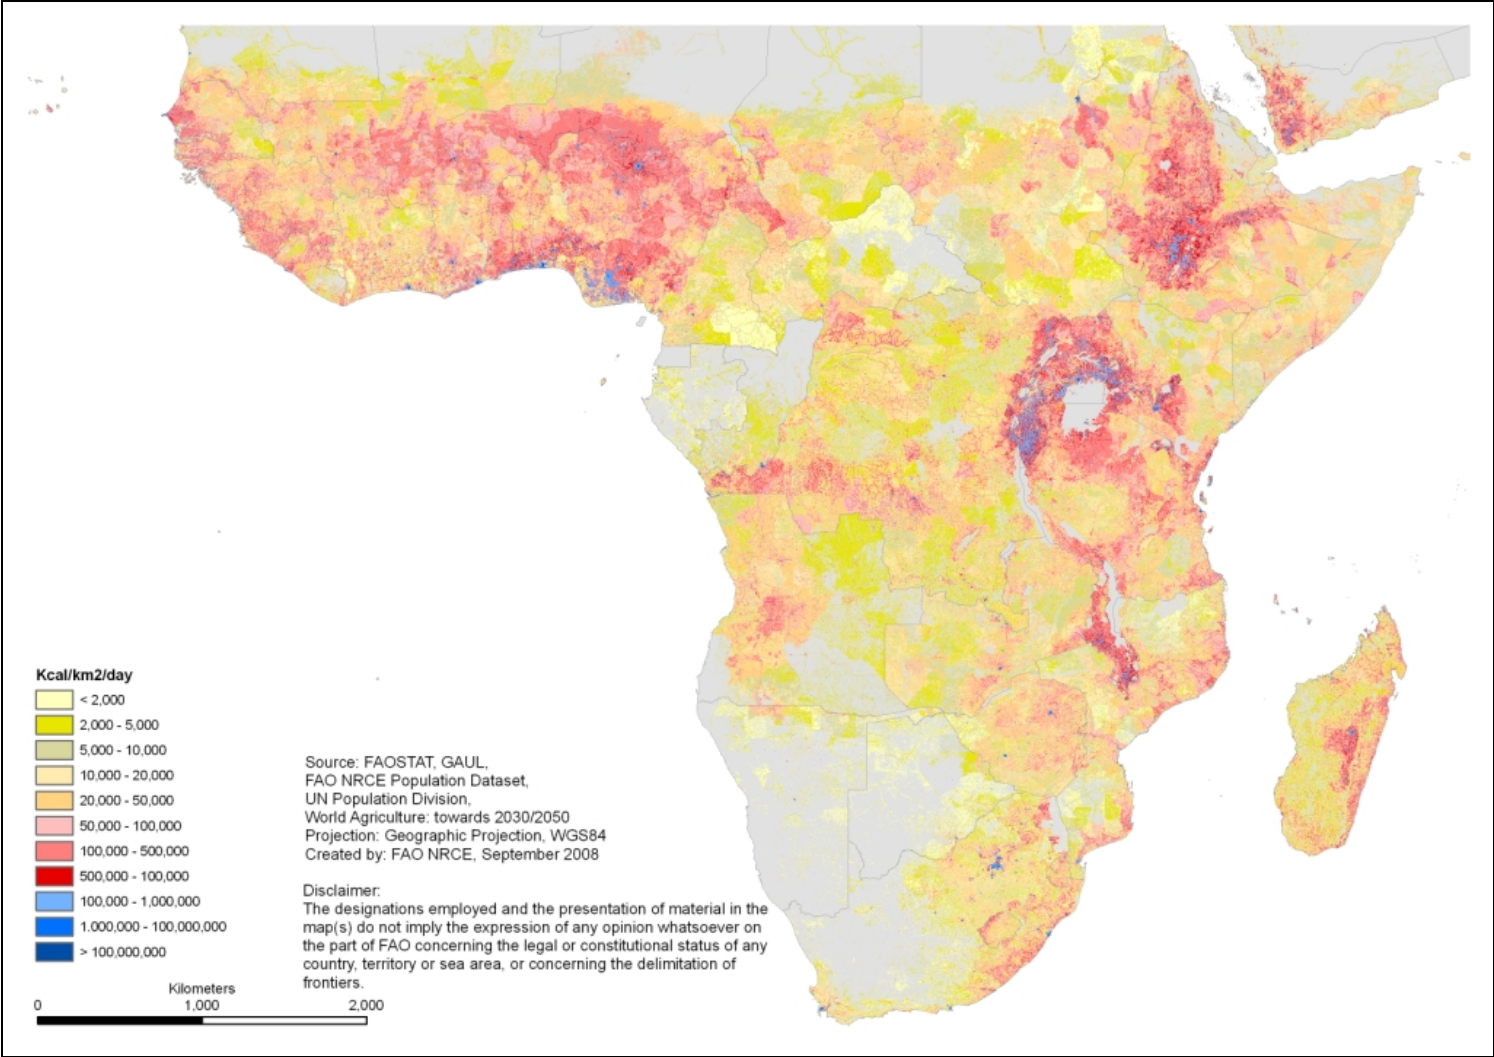 Kcal/km2/day
< 2,000
2,000 - 5,000
5,000 - 10,000
10,000 - 20,000
20,000 - 50,000
50,000 - 100,000
100,000 - 500,000
500,000 - 100,000
100,000 - 1,000,000
1.000,000 - 100,000,000
> 100,000,000
Kilometers
0 1,000 2,000
Source: FAOSTAT, GAUL,
FAO NRCE Population Dataset,
UN Population Division,
World Agriculture: towards 2030/2050
Projection: Geographic Projection, WGS84
Created by: FAO NRCE, September 2008
Disclaimer:
The designations employed and the presentation of material in the
map(s) do not imply the expression of any opinion whatsoever on
the part of FAO concerning the legal or constitutional status of any
country, territory or sea area, or concerning the delimitation of
frontiers.